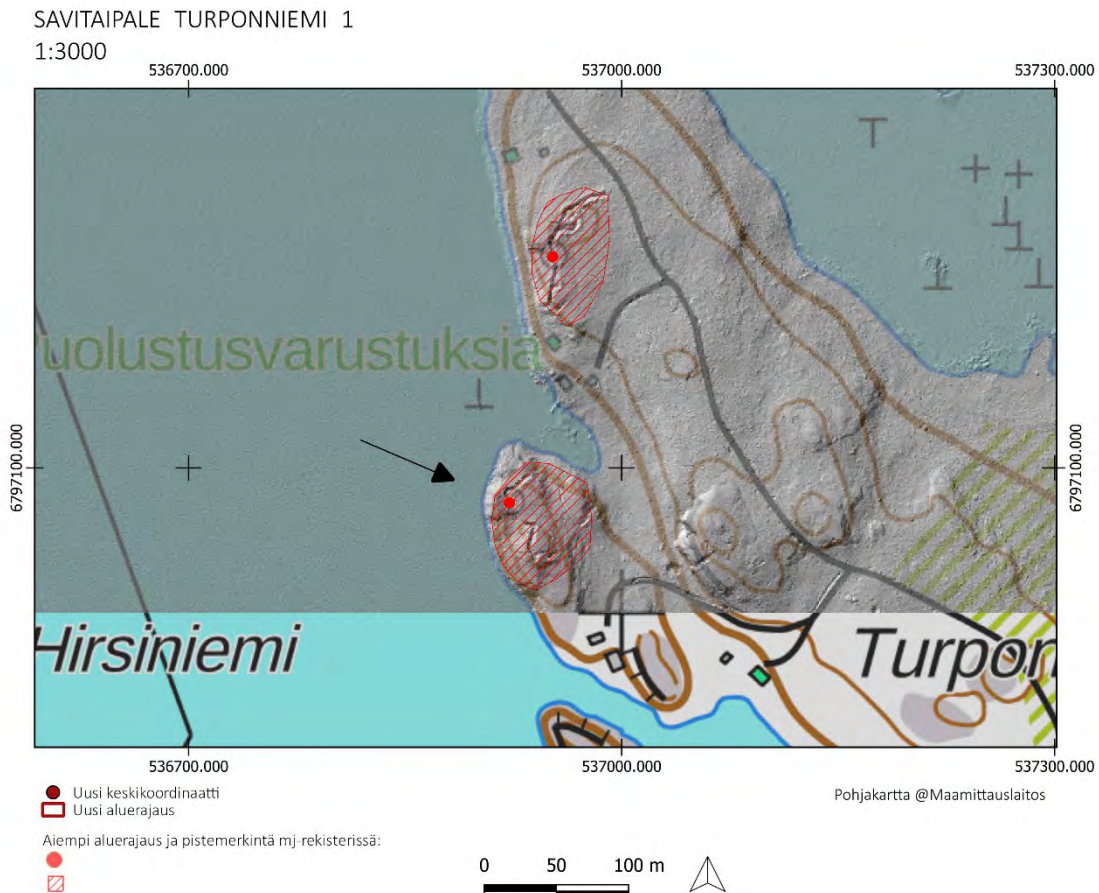 SAVITAIPALE TURPONNIEMI 1
1:3000
536700.000 537000.000 537300.000
uolustusvarustuksia
6797100.000 6797100.000
Hirsiniemi Turpon
536700.000 537000.000 537300.000
Uusi keskikoordinaatti
Pohjakartta @Maamittauslaitos
Uusi aluerajaus
Aiempi aluerajaus ja pistemerkintä mj-rekisterissä:
0 50 100 m